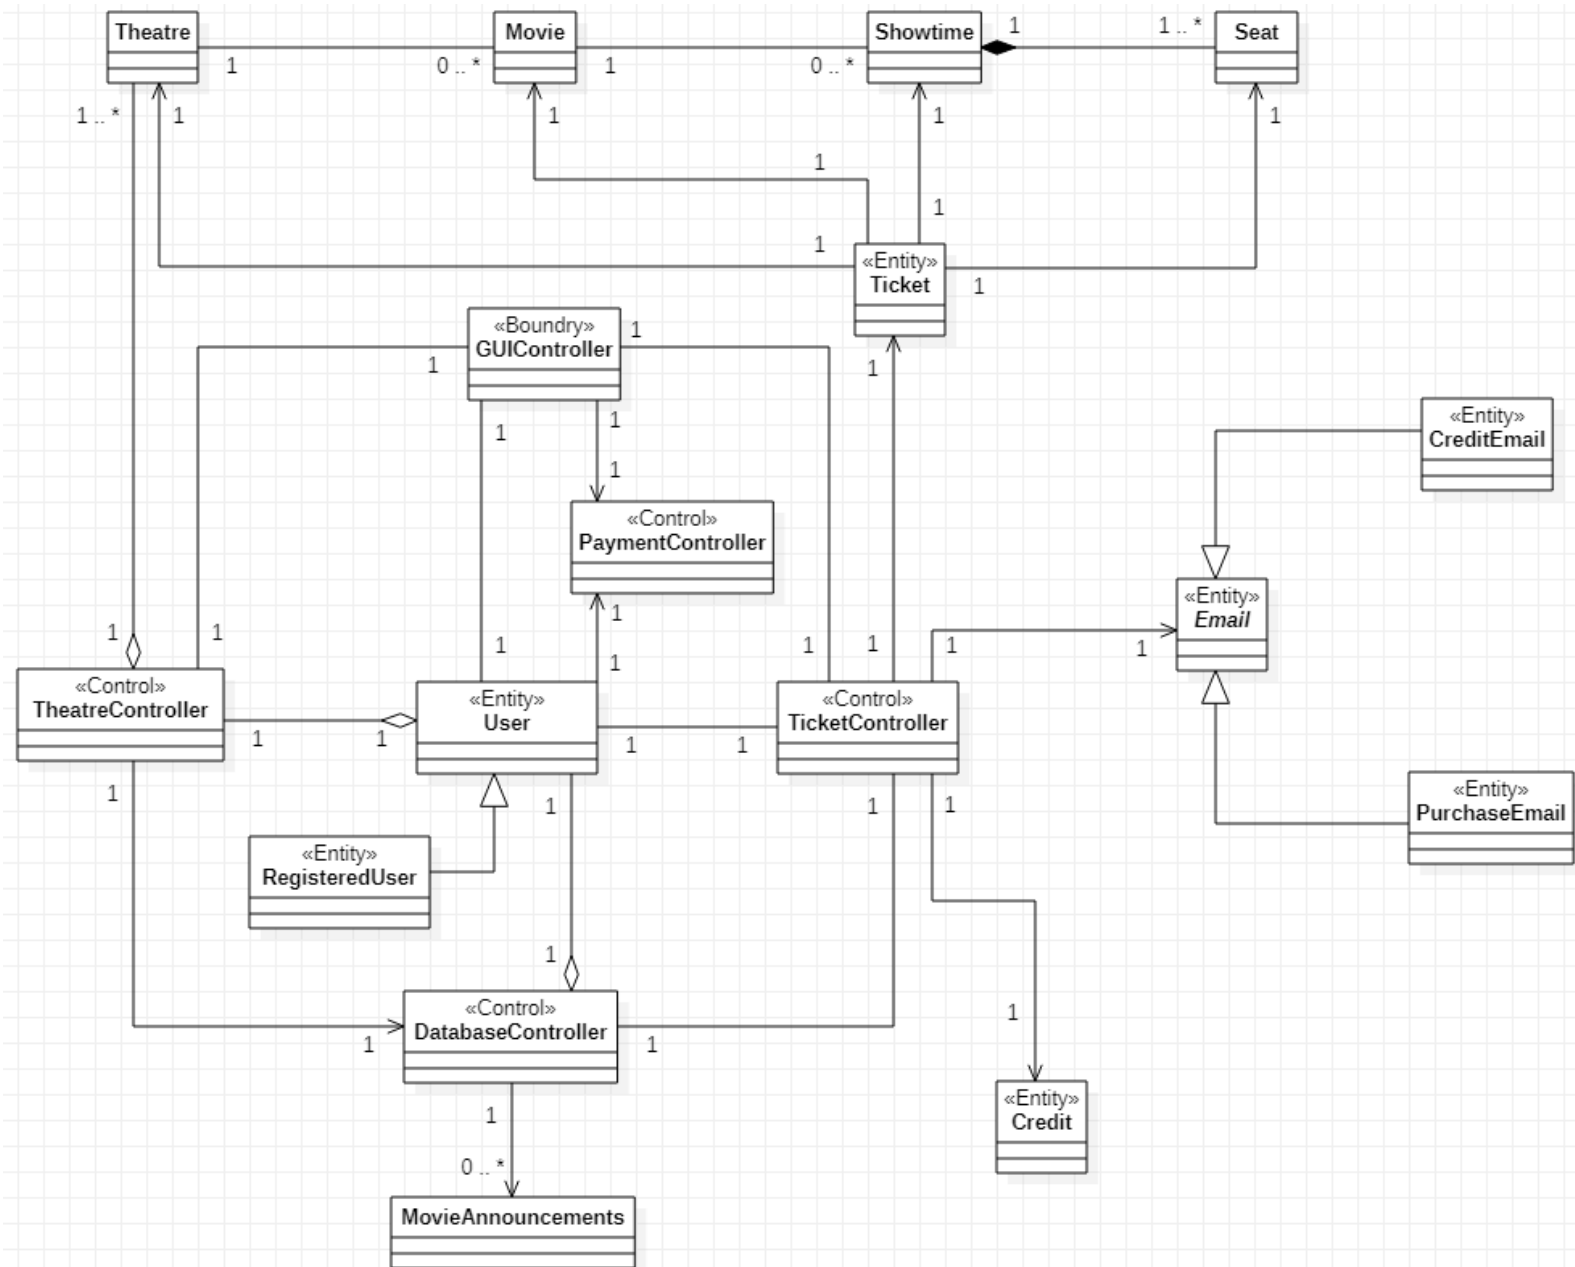 Theatre
Movie
Showtime
Seat
1
1 .. *
1
0 .. *
1
0 .. *
1 .. *
1
1
1
1
1
1
1
1
«Entity»
Ticket
1
«Boundry»
GUIController
1
1
1
1
1
1
«Entity»
CreditEmail
«Control»
PaymentController
1
1
«Entity»
Email
1
1
1
1
1
1
1
1
«Control»
TheatreController
«Entity»
User
«Control»
TicketController
1
1
1
1
1
1
1
1
«Entity»
PurchaseEmail
«Entity»
RegisteredUser
1
«Control»
DatabaseController
1
1
1
«Entity»
Credit
1
0 .. *
MovieAnnouncements